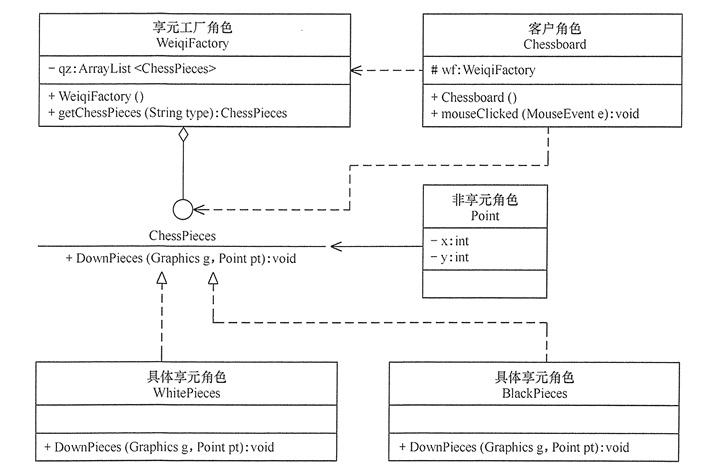 享元工厂角色
WeiqiFactory
- qz:ArrayList <ChessPieces>
+ WeiqiFactory ()
+ getChessPieces (String type):ChessPieces
客户角色
Chessboard
# wf:WeiqiFactory
+ Chessboard ()
+ mouseClicked (MouseEvent e):void
ChessPieces
+ DownPieces (Graphics g, Point pt):void
非享元角色
Point
- x:int
- y:int
具体享元角色
WhitePieces
+ DownPieces (Graphics g, Point pt):void
具体享元角色
BlackPieces
+ DownPieces (Graphics g, Point pt):void